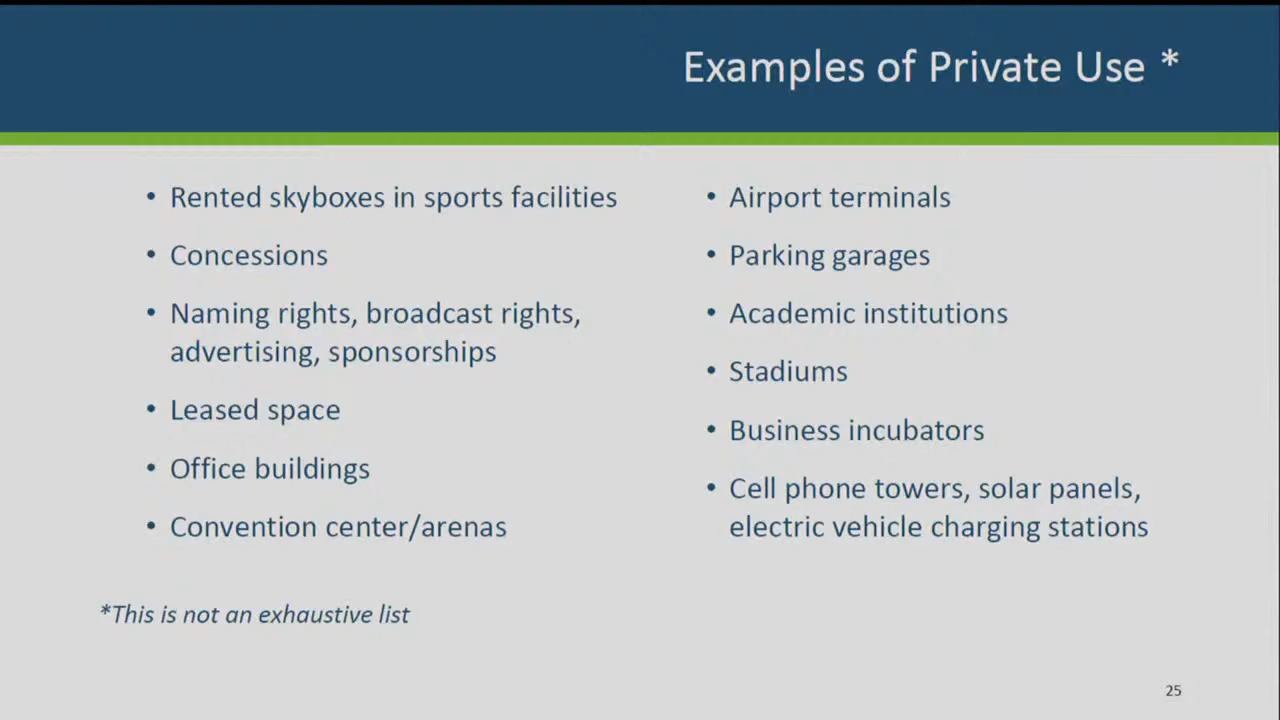 Examples of Private Use *
• Rented skyboxes in sports facilities
• Concessions
• Naming rights, broadcast rights,
advertising, sponsorships
• Leased space
• Office buildings
• Convention center/arenas
• Airport terminals
• Parking garages
• Academic institutions
• Stadiums
• Business incubators
• Cell phone towers, solar panels,
electric vehicle charging stations
*This is not an exhaustive list
25